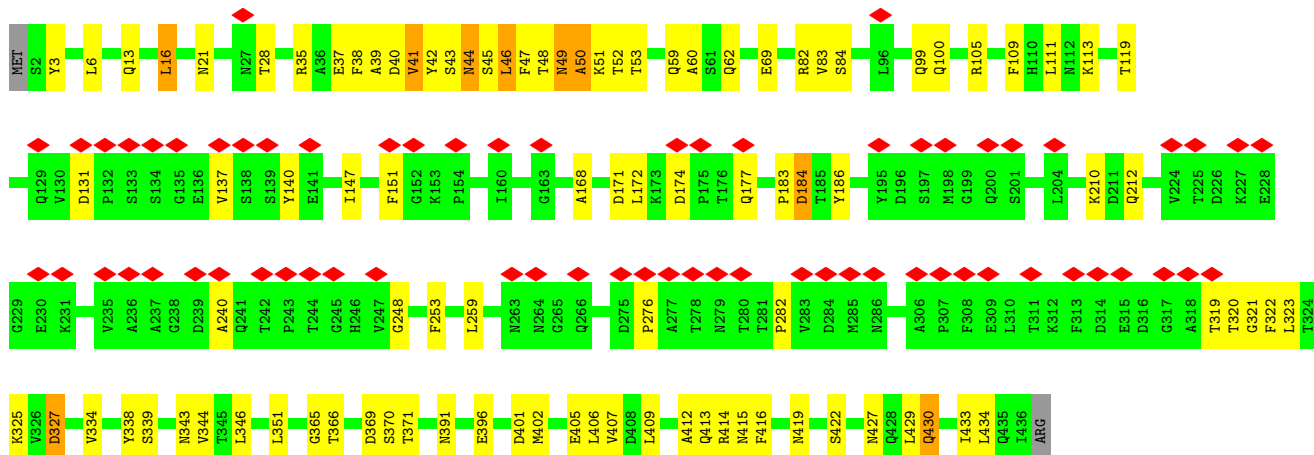 MET S2 Y3 L6 Q13 L16 N21 N27 T28 R35 A36 E37 F38 A39 D40 V41 Y42 S43 N44 S45 L46 F47 T48 N49 A50 K51 T52 T53 Q59 A60 S61 Q62 E69 R82 V83 S84 L96 Q99 Q100 R105 F109 H110 L111 N112 K113 T119
Q129 V130 D131 P132 S133 S134 G135 E136 V137 S138 S139 Y140 E141 I147 F151 G152 K153 P154 I160 G163 A168 D171 L172 K173 D174 P175 T176 Q177 P183 D184 T185 Y186 Y195 D196 S197 M198 G199 Q200 S201 L204 K210 D211 Q212 V224 T225 D226 K227 E228
G229 E230 K231 V235 A236 A237 G238 D239 A240 Q241 T242 P243 T244 G245 H246 V247 G248 F253 L259 N263 N264 G265 Q266 D275 P276 A277 T278 N279 T280 T281 P282 V283 D284 M285 N286 A306 P307 F308 E309 L310 T311 K312 F313 D314 E315 D316 G317 A318 T319 T320 G321 F322 L323 T324
K325 V326 D327 V334 Y338 S339 N343 V344 T345 L346 L351 G365 T366 D369 S370 T371 N391 E396 D401 M402 E405 L406 V407 D408 L409 A412 Q413 R414 N415 F416 N419 S422 N427 Q428 L429 Q430 I433 L434 Q435 I436 ARG